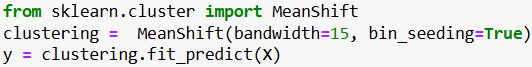 from sklearn.cluster import MeanShift
clustering =  MeanShift(bandwidth=15, bin_seeding=True)
y = clustering.fit_predict(X)